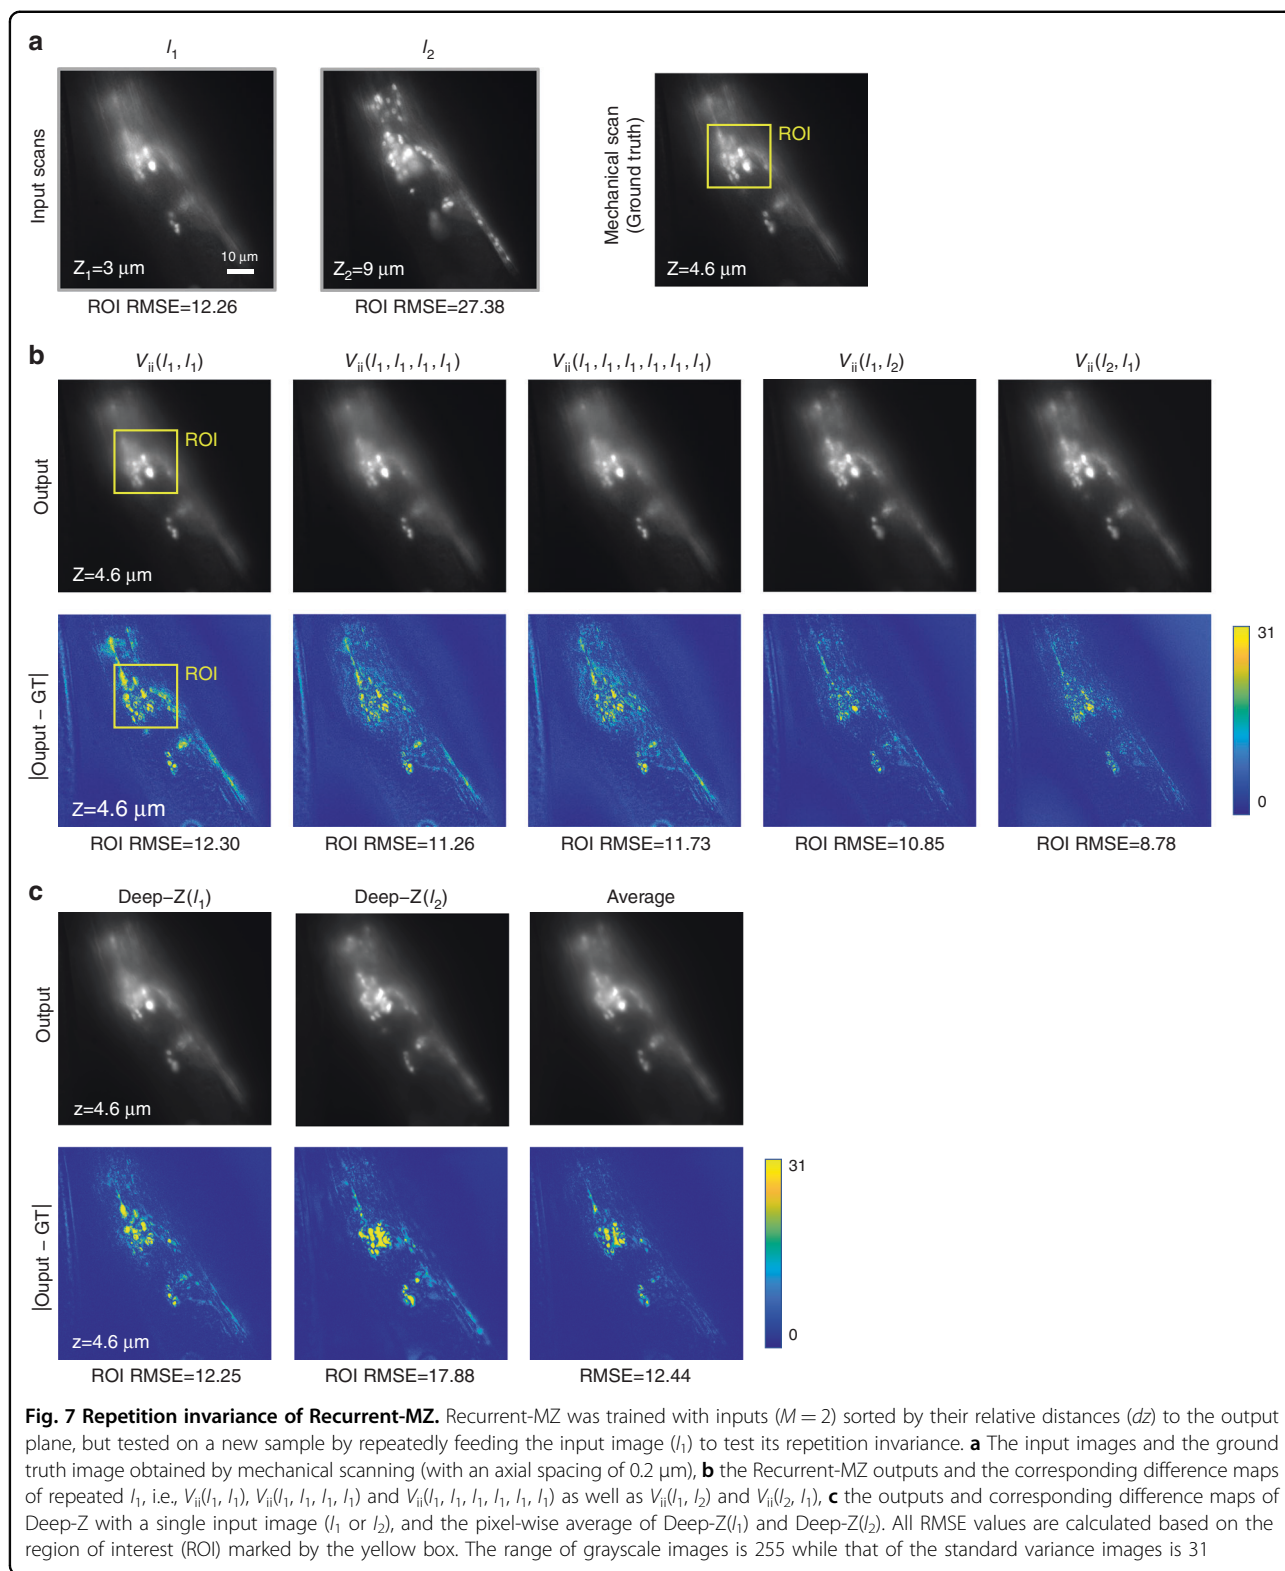 a
I₁
I₂
Input scans
Z₁=3 µm
10 µm
Z₂=9 µm
Mechanical scan
(Ground truth)
ROI
Z=4.6 µm
ROI RMSE=12.26
ROI RMSE=27.38
b
Vᵢᵢ(I₁, I₁)
Vᵢᵢ(I₁, I₁, I₁, I₁)
Vᵢᵢ(I₁, I₁, I₁, I₁, I₁, I₁)
Vᵢᵢ(I₁, I₂)
Vᵢᵢ(I₂, I₁)
Output
ROI
Z=4.6 µm
|Ouput – GT|
ROI
Z=4.6 µm
31
0
ROI RMSE=12.30
ROI RMSE=11.26
ROI RMSE=11.73
ROI RMSE=10.85
ROI RMSE=8.78
c
Deep–Z(I₁)
Deep–Z(I₂)
Average
Output
z=4.6 µm
|Ouput – GT|
z=4.6 µm
31
0
ROI RMSE=12.25
ROI RMSE=17.88
RMSE=12.44
Fig. 7 Repetition invariance of Recurrent-MZ. Recurrent-MZ was trained with inputs (M = 2) sorted by their relative distances (dz) to the output
plane, but tested on a new sample by repeatedly feeding the input image (I₁) to test its repetition invariance. a The input images and the ground
truth image obtained by mechanical scanning (with an axial spacing of 0.2 µm), b the Recurrent-MZ outputs and the corresponding difference maps
of repeated I₁, i.e., Vᵢᵢ(I₁, I₁), Vᵢᵢ(I₁, I₁, I₁, I₁) and Vᵢᵢ(I₁, I₁, I₁, I₁, I₁, I₁) as well as Vᵢᵢ(I₁, I₂) and Vᵢᵢ(I₂, I₁), c the outputs and corresponding difference maps of
Deep-Z with a single input image (I₁ or I₂), and the pixel-wise average of Deep-Z(I₁) and Deep-Z(I₂). All RMSE values are calculated based on the
region of interest (ROI) marked by the yellow box. The range of grayscale images is 255 while that of the standard variance images is 31